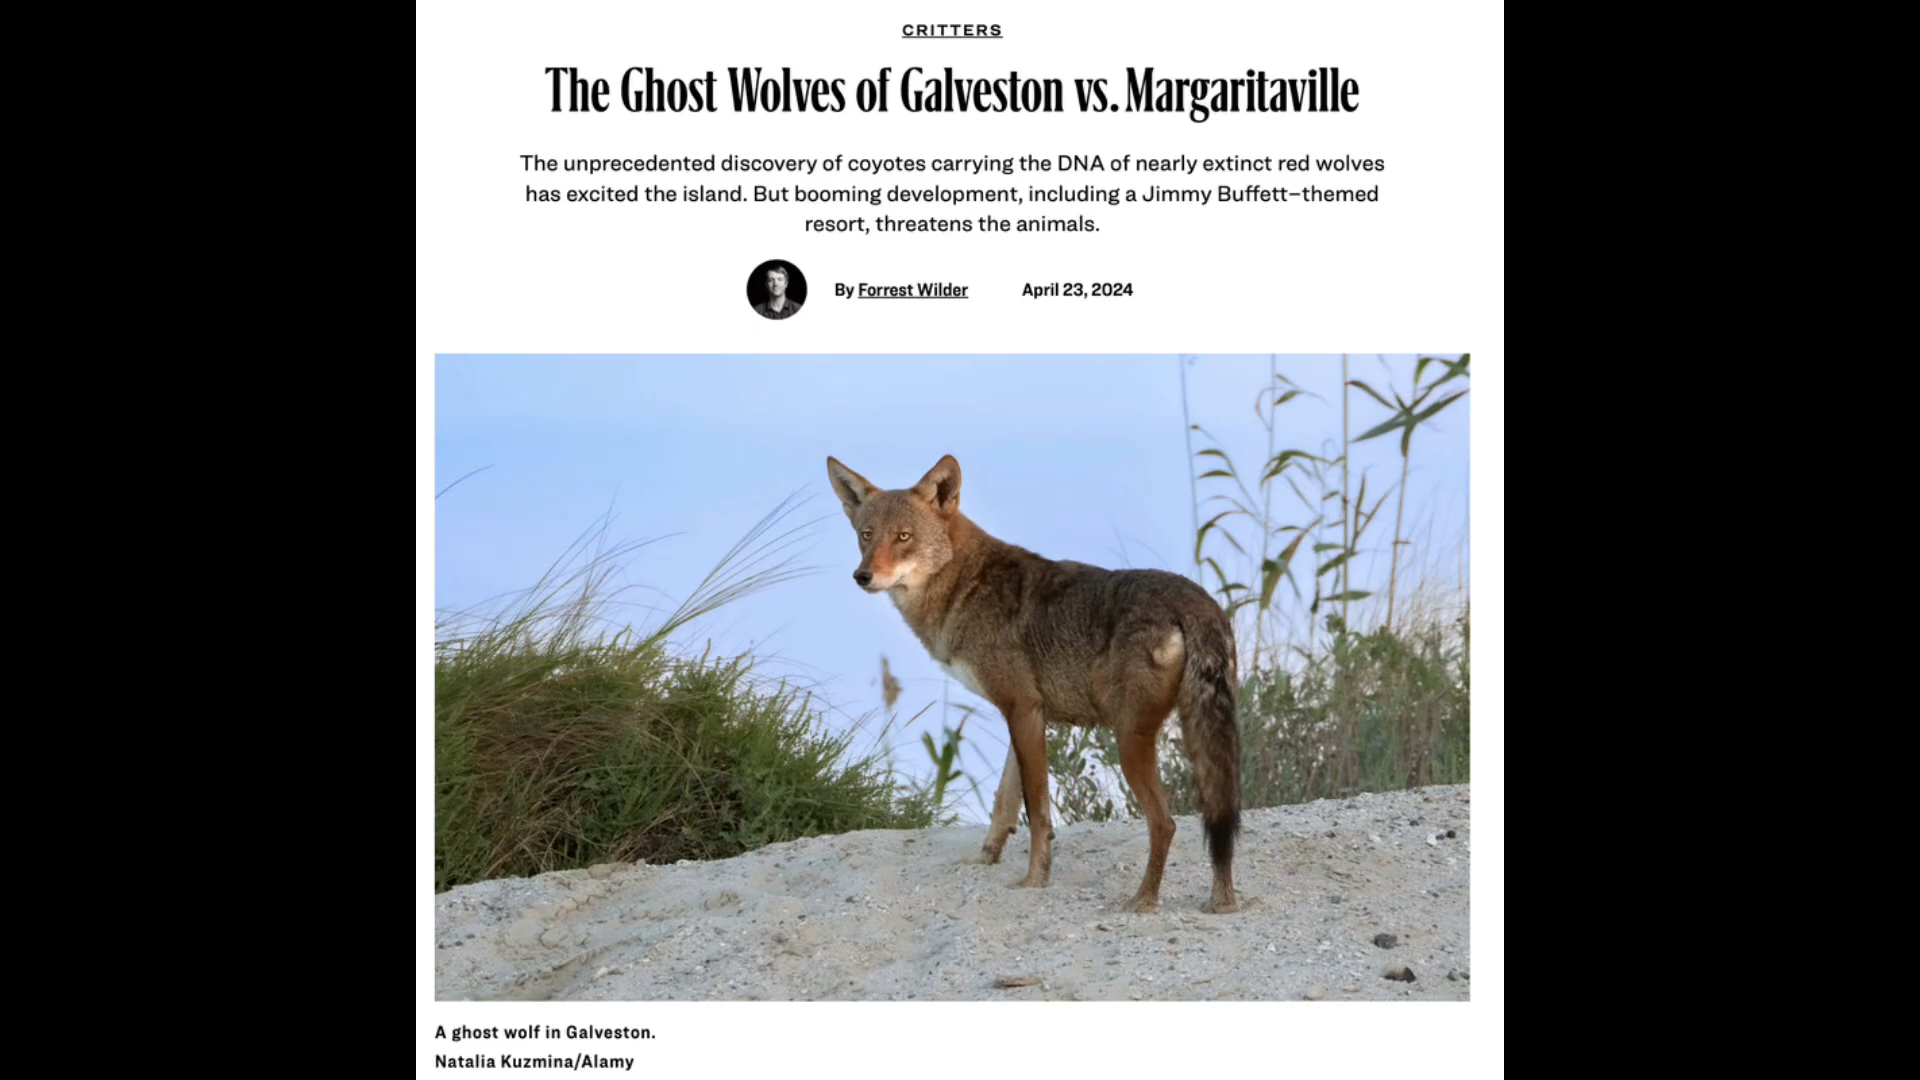 CRITTERS
The Ghost Wolves of Galveston vs. Margaritaville
The unprecedented discovery of coyotes carrying the DNA of nearly extinct red wolves
has excited the island. But booming development, including a Jimmy Buffett–themed
resort, threatens the animals.
By Forrest Wilder April 23, 2024
A ghost wolf in Galveston.
Natalia Kuzmina/Alamy